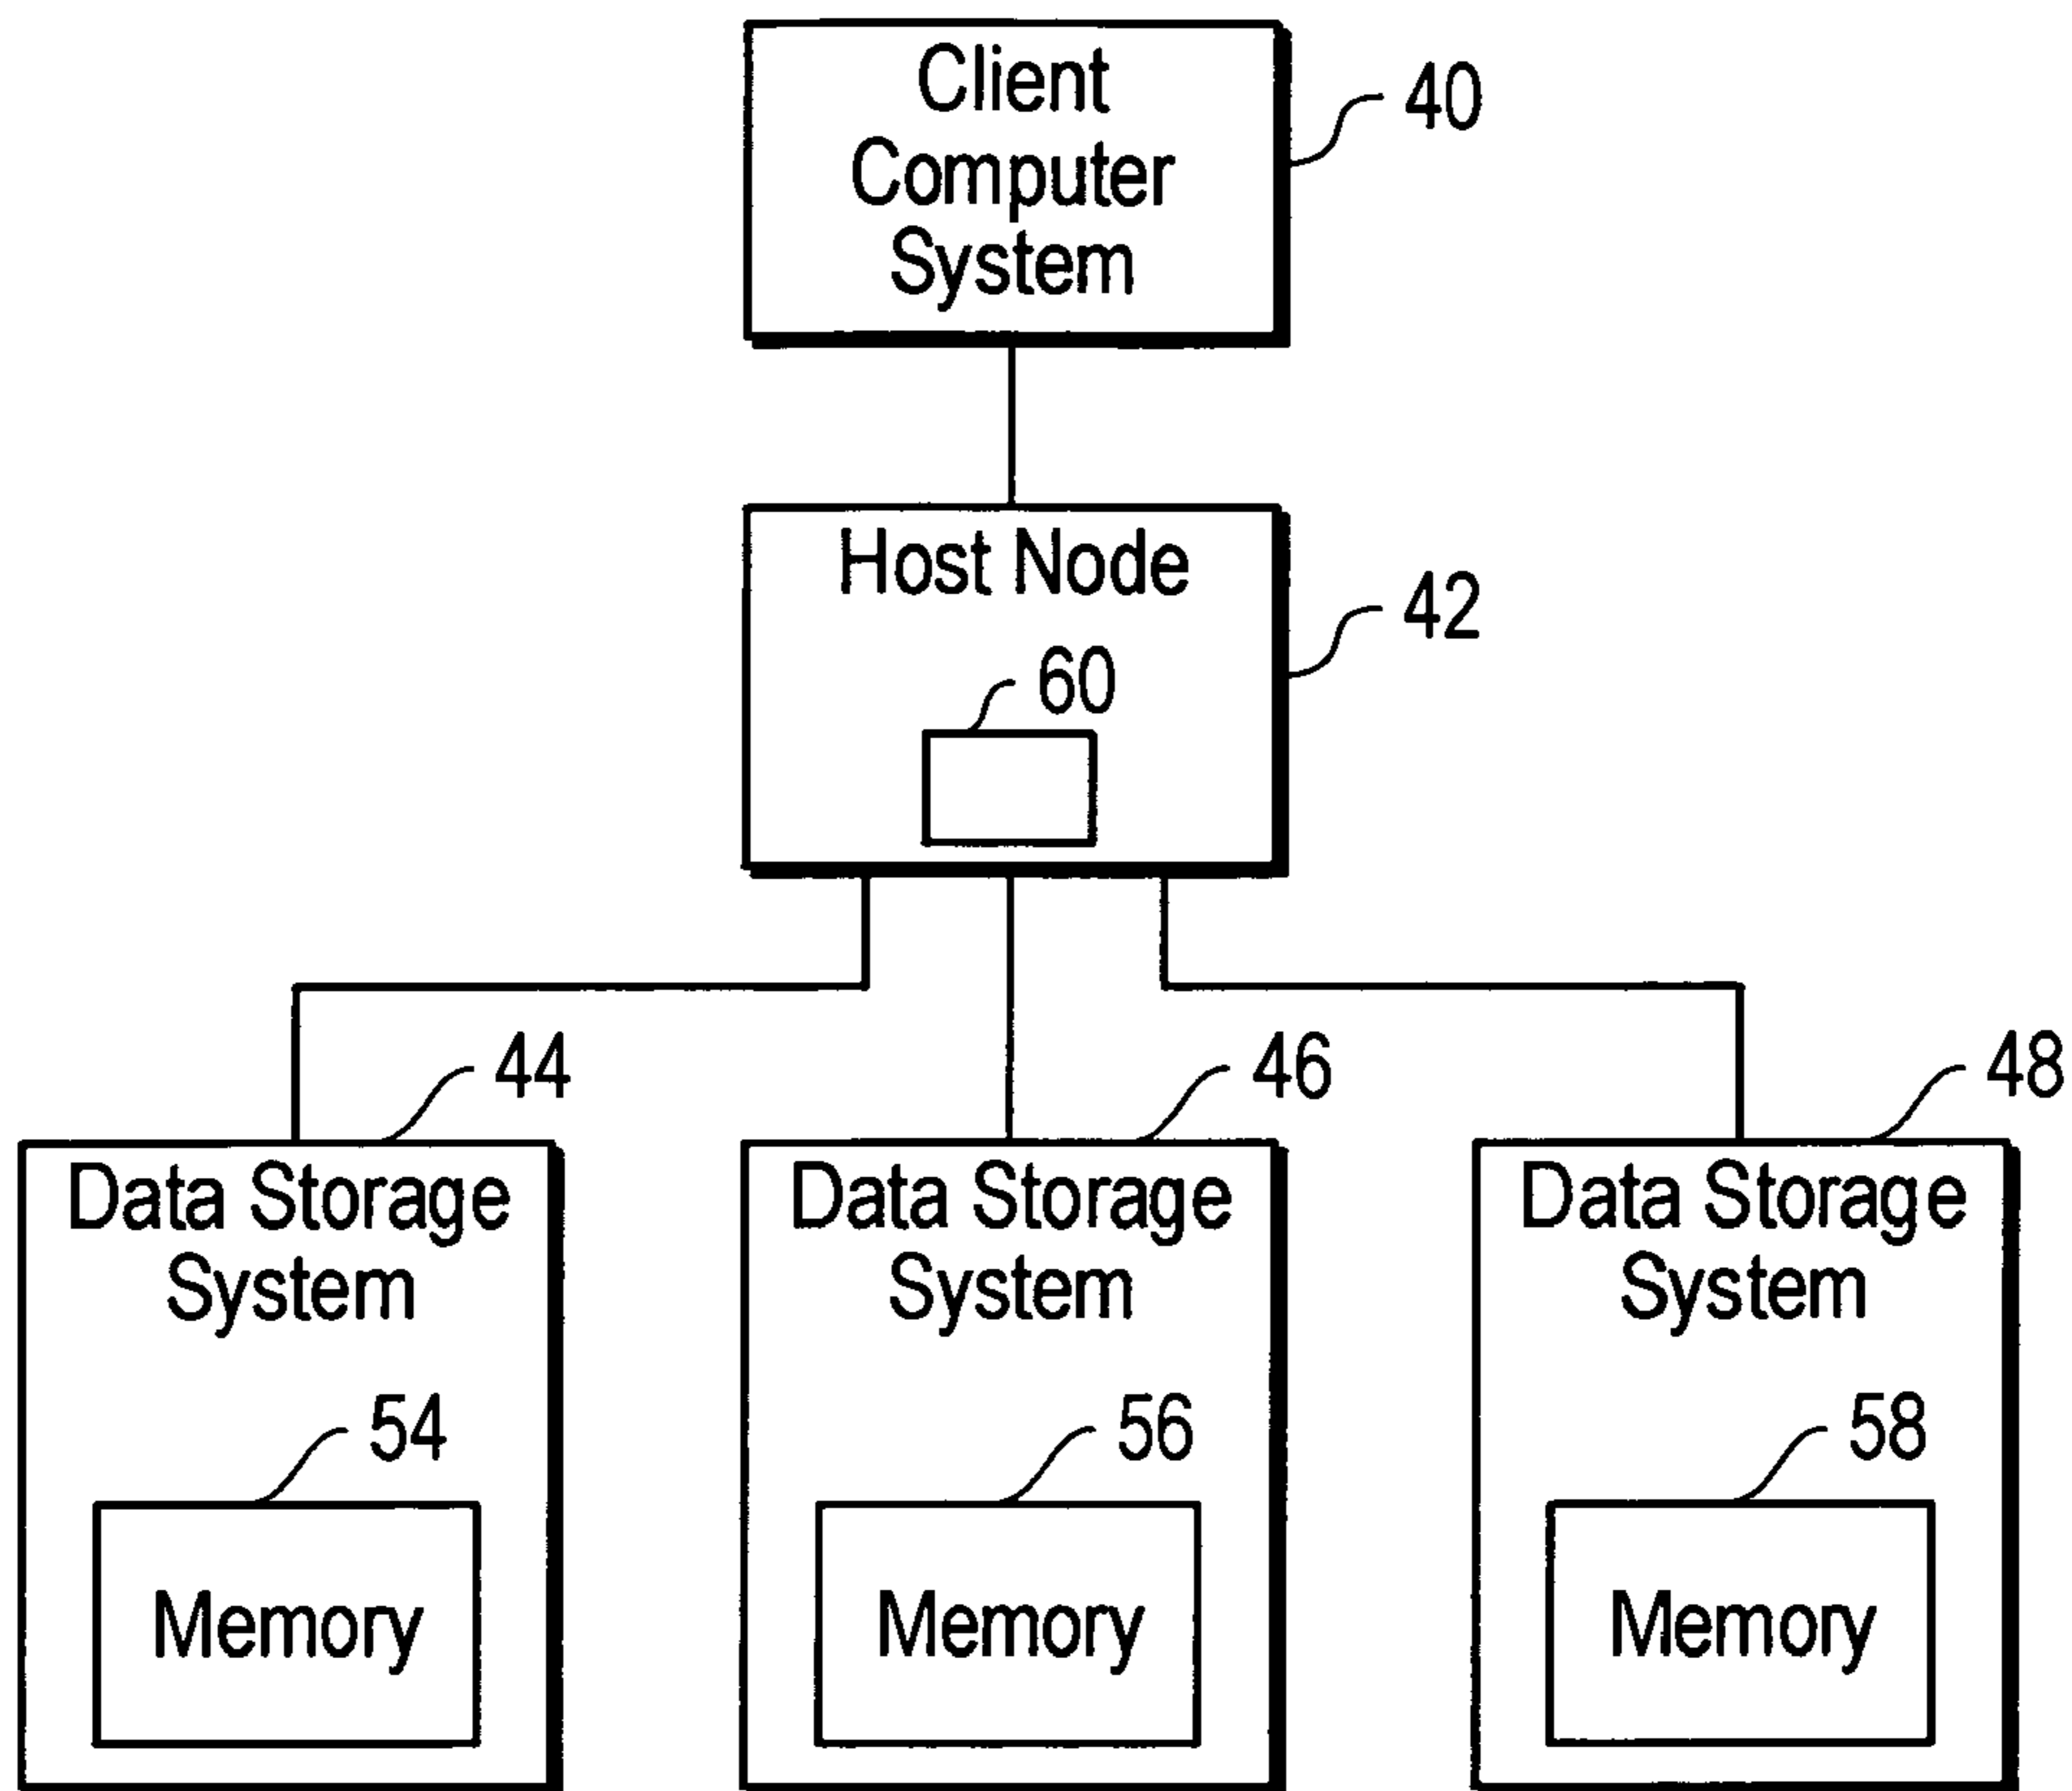 Client
Computer
System
40
Host Node
42
60
44
46
48
Data Storage
System
Data Storage
System
Data Storage
System
54
56
58
Memory
Memory
Memory